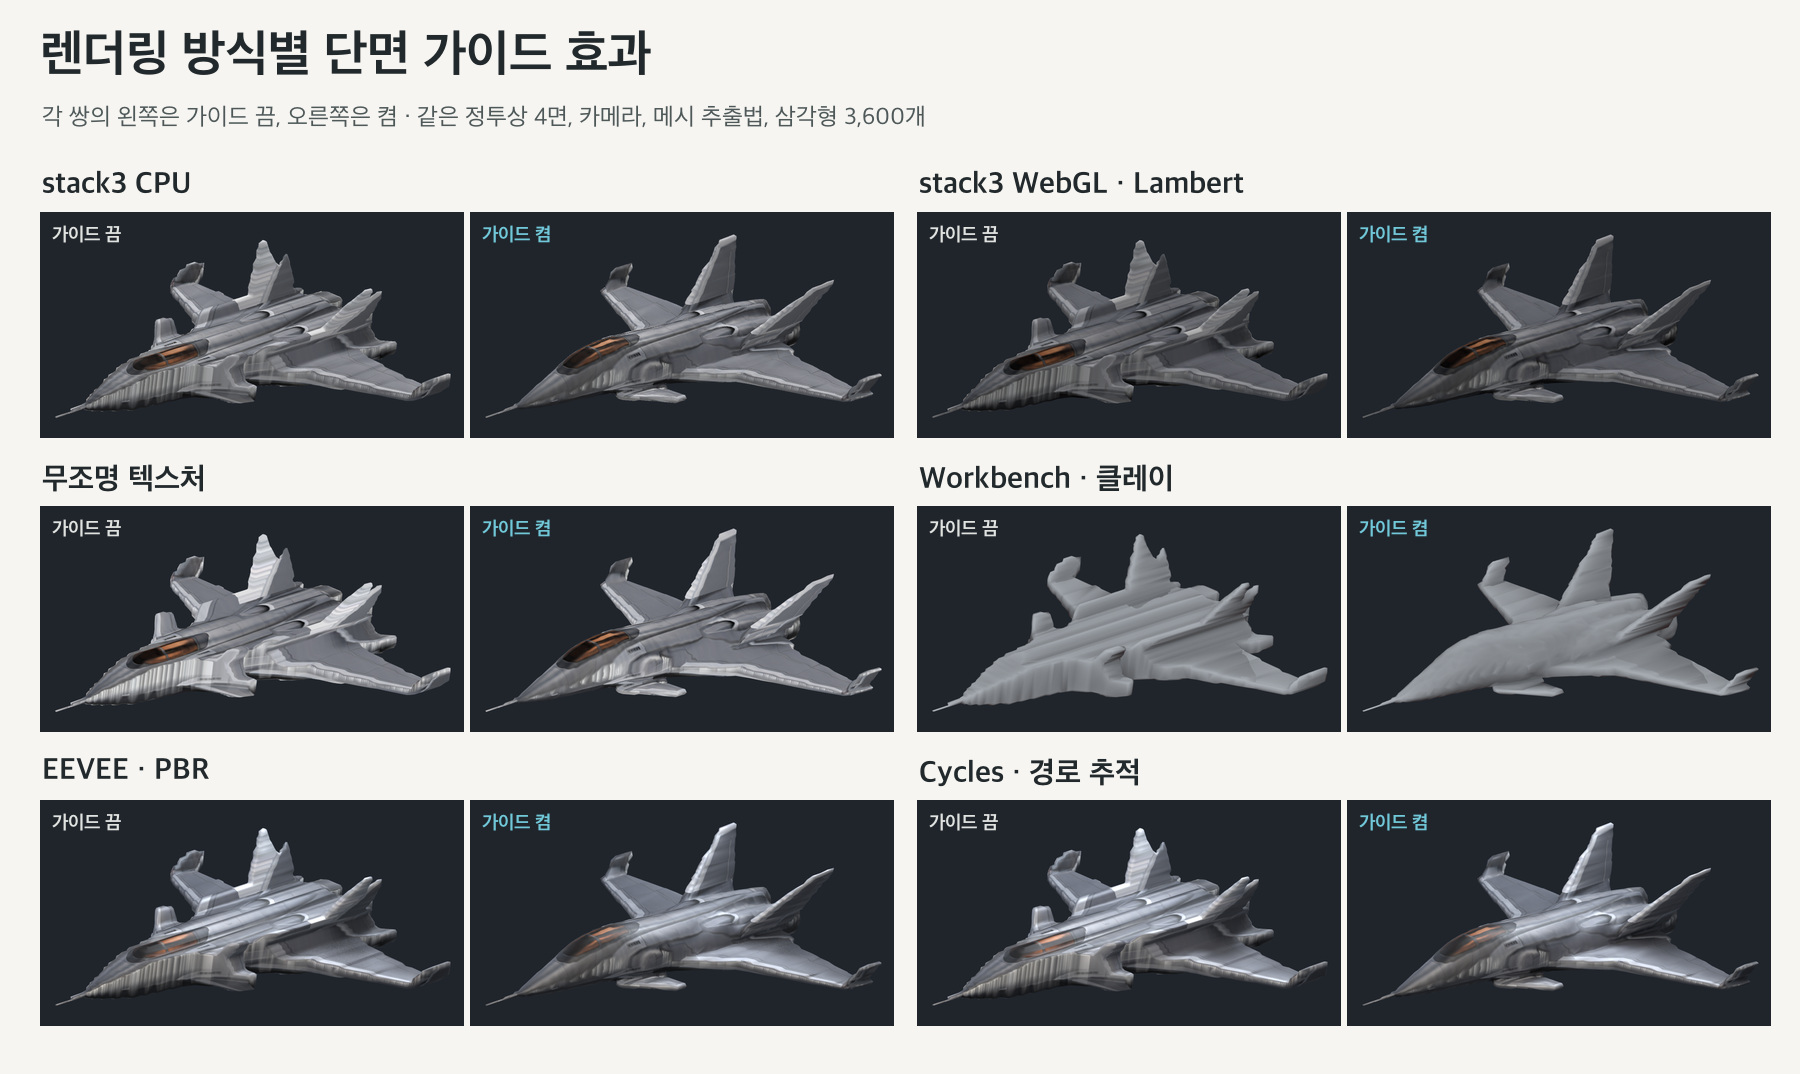 렌더링 방식별 단면 가이드 효과
각 쌍의 왼쪽은 가이드 끔, 오른쪽은 켬 · 같은 정투상 4면, 카메라, 메시 추출법, 삼각형 3,600개
stack3 CPU
가이드 끔
가이드 켬
stack3 WebGL · Lambert
가이드 끔
가이드 켬
무조명 텍스처
가이드 끔
가이드 켬
Workbench · 클레이
가이드 끔
가이드 켬
EEVEE · PBR
가이드 끔
가이드 켬
Cycles · 경로 추적
가이드 끔
가이드 켬